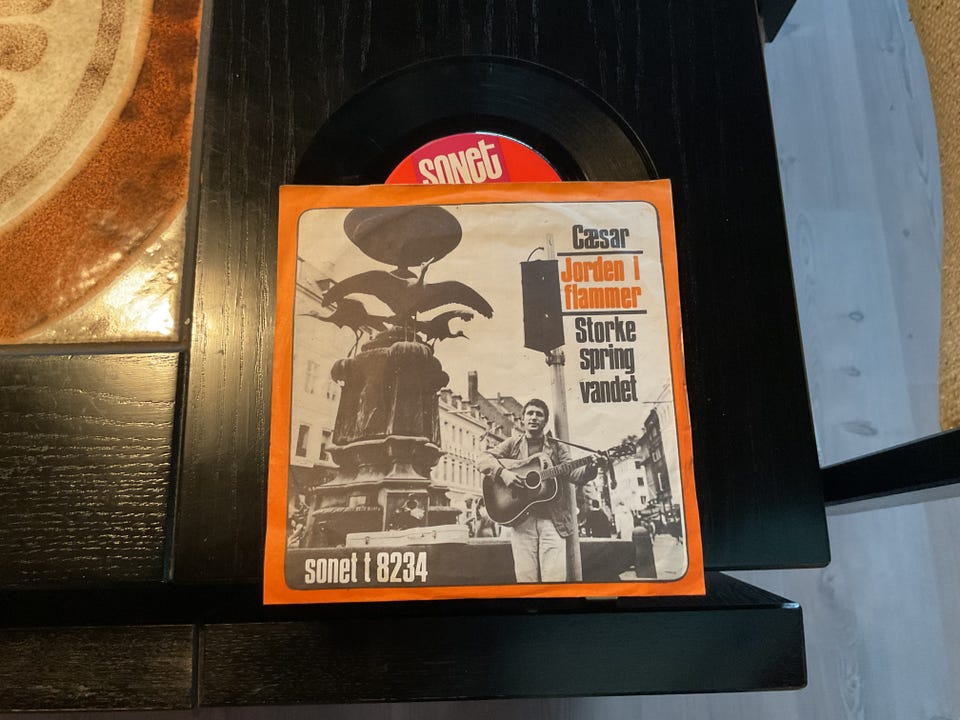 sonet
Cæsar
Jorden i
flammer
Storke
spring
vandet
sonet t 8234